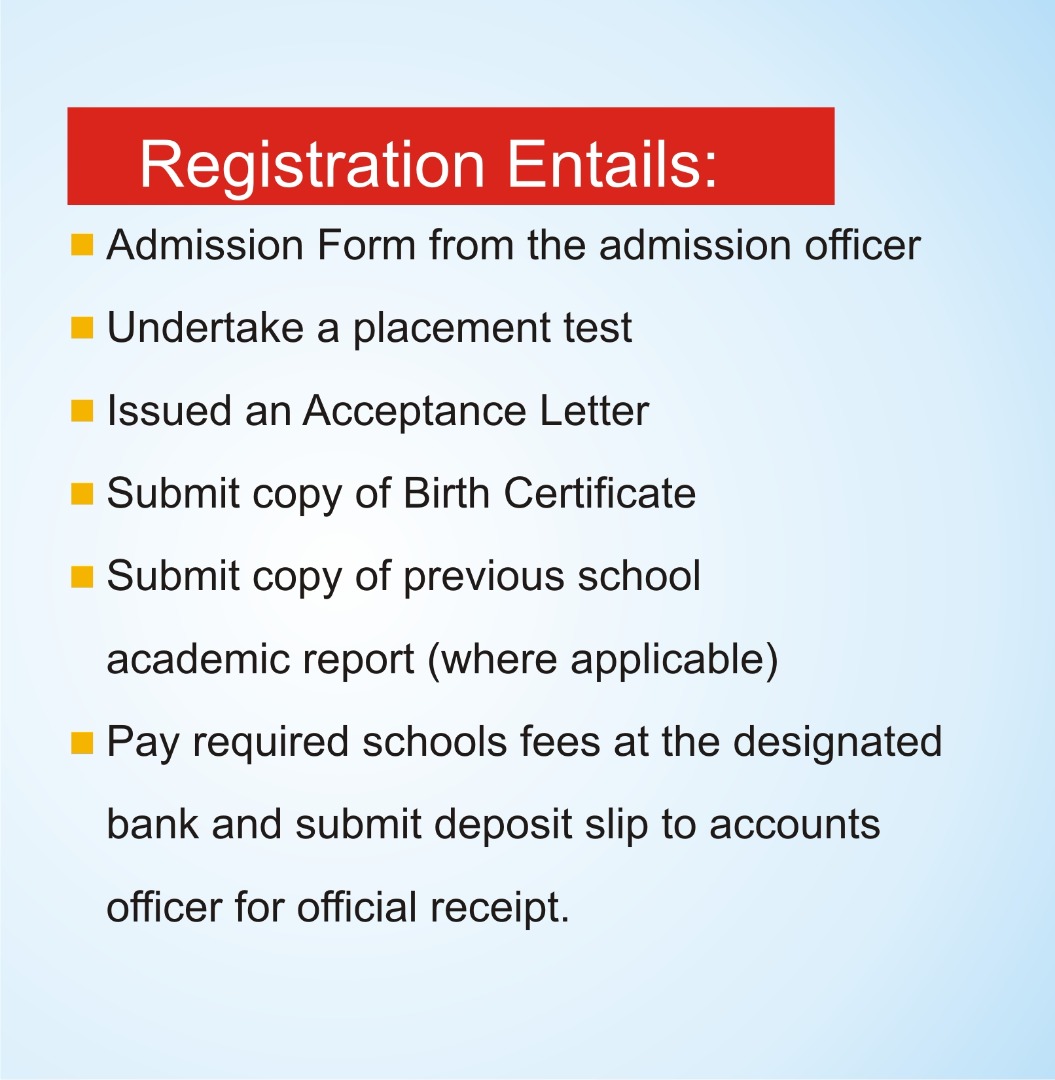 Registration Entails:
Admission Form from the admission officer
Undertake a placement test
Issued an Acceptance Letter
Submit copy of Birth Certificate
Submit copy of previous school
academic report (where applicable)
Pay required schools fees at the designated
bank and submit deposit slip to accounts
officer for official receipt.